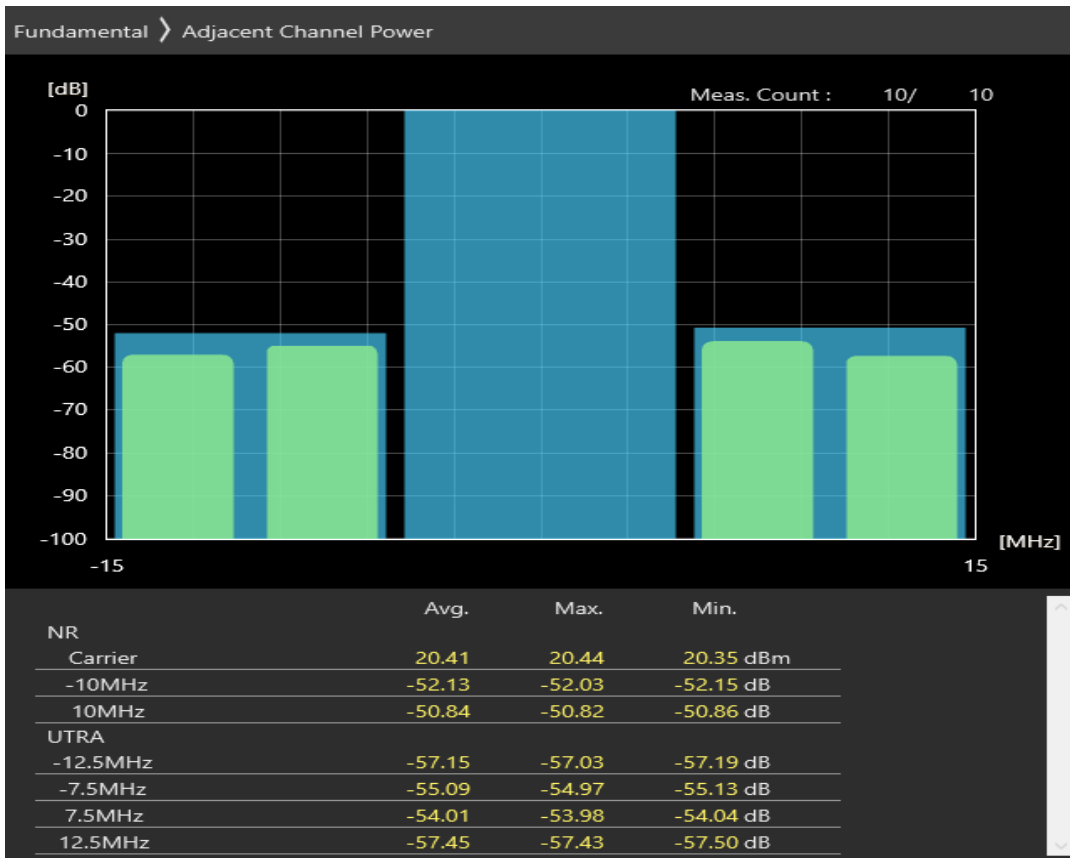 Fundamental 〉 Adjacent Channel Power
[dB]
Meas. Count : 10/ 10
0
-10
-20
-30
-40
-50
-60
-70
-80
-90
-100
[MHz]
-15 15
Avg. Max. Min.
NR
Carrier 20.41 20.44 20.35 dBm
-10MHz -52.13 -52.03 -52.15 dB
10MHz -50.84 -50.82 -50.86 dB
UTRA
-12.5MHz -57.15 -57.03 -57.19 dB
-7.5MHz -55.09 -54.97 -55.13 dB
7.5MHz -54.01 -53.98 -54.04 dB
12.5MHz -57.45 -57.43 -57.50 dB